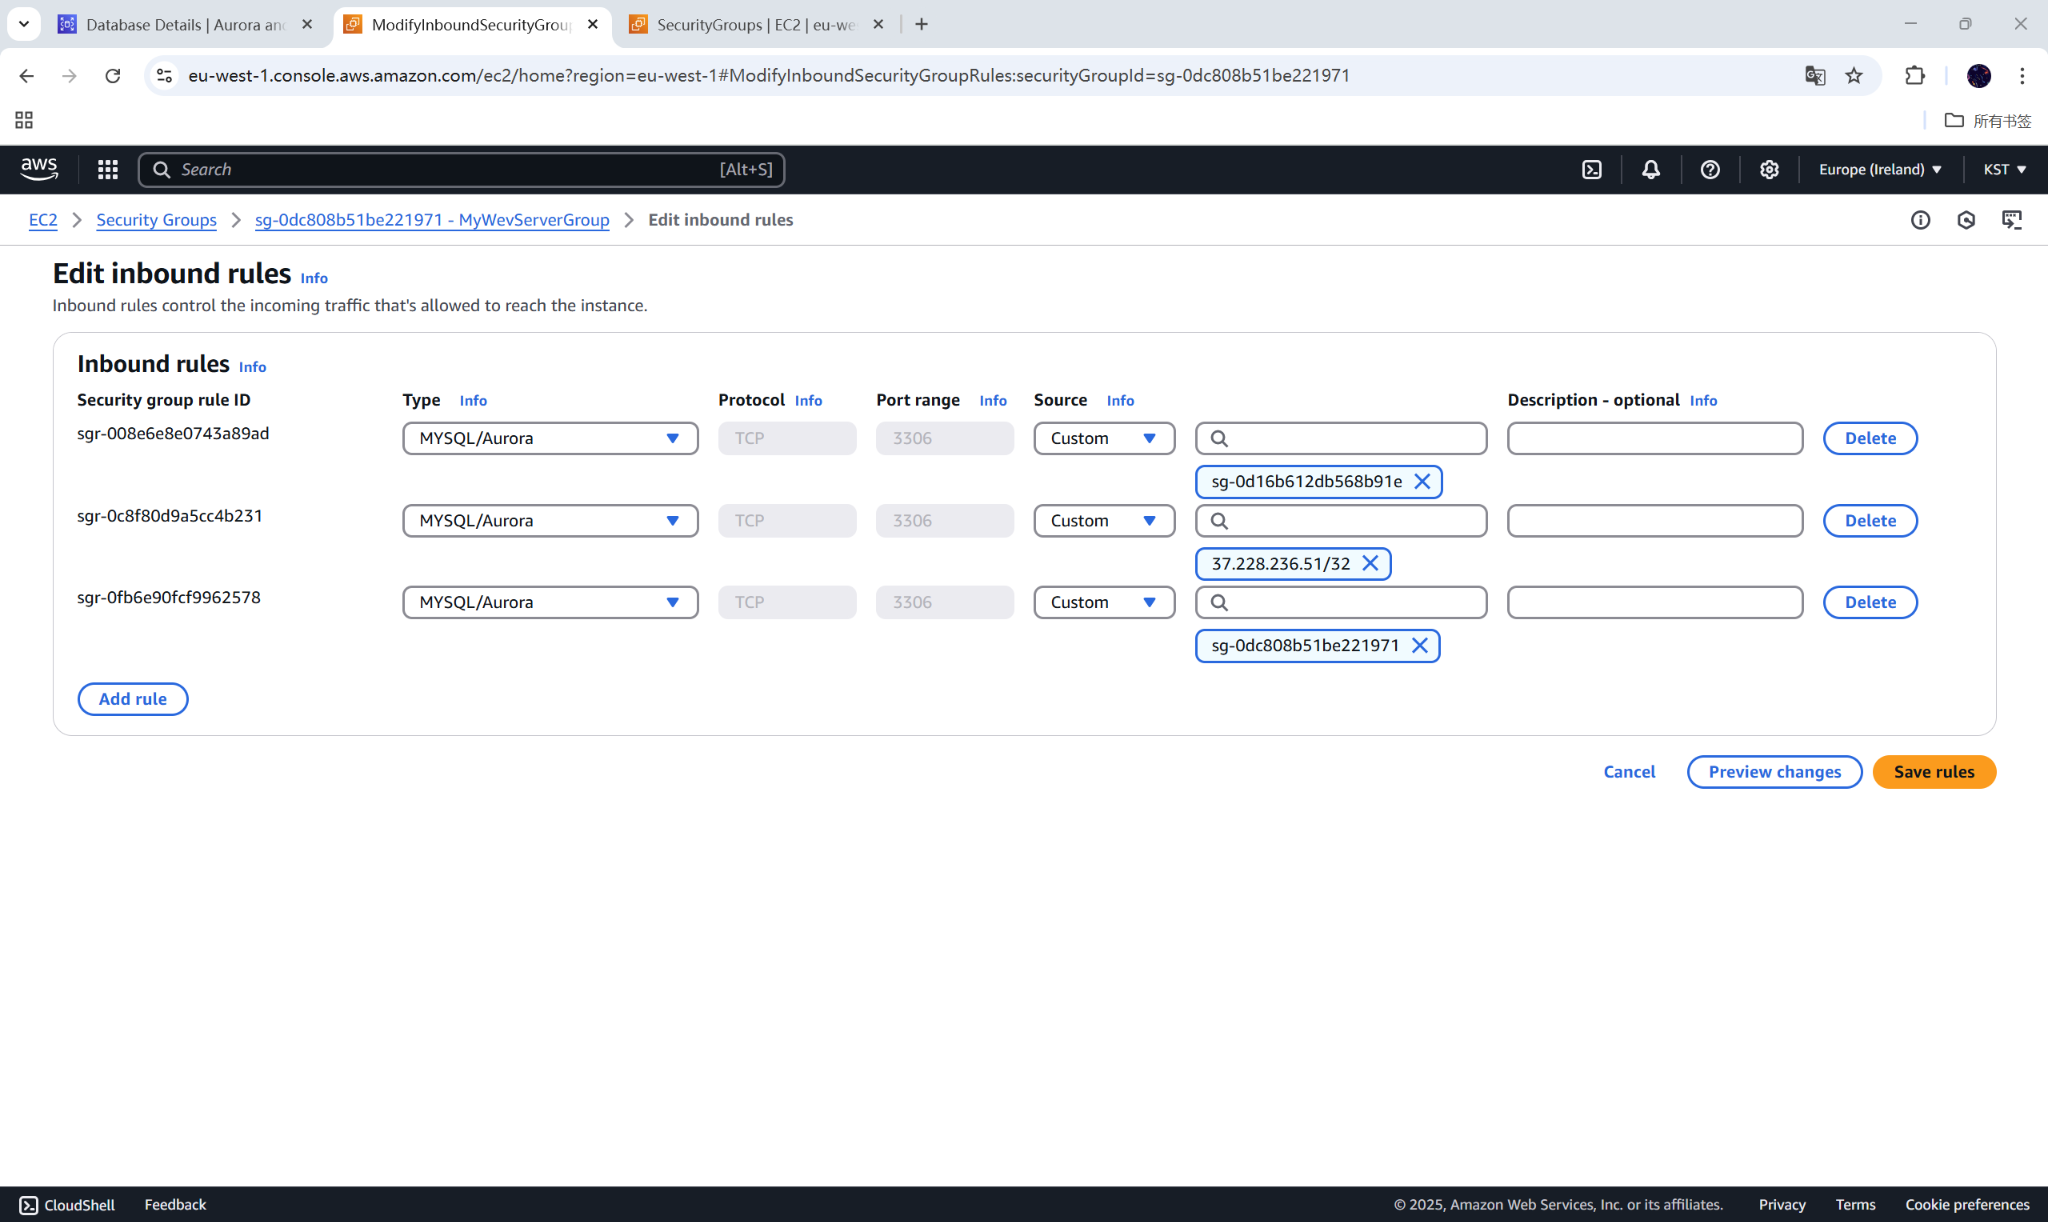 Database Details | Aurora and
ModifyInboundSecurityGroup
SecurityGroups | EC2 | eu-we
eu-west-1.console.aws.amazon.com/ec2/home?region=eu-west-1#ModifyInboundSecurityGroupRules:securityGroupId=sg-0dc808b51be221971
所有书签
aws
Search
[Alt+S]
Europe (Ireland)
KST
EC2
Security Groups
sg-0dc808b51be221971 - MyWevServerGroup
Edit inbound rules
Edit inbound rules Info
Inbound rules control the incoming traffic that's allowed to reach the instance.
Inbound rules Info
Security group rule ID
Type Info
Protocol Info
Port range Info
Source Info
Description - optional Info
sgr-008e6e8e0743a89ad
MYSQL/Aurora
TCP
3306
Custom
Delete
sg-0d16b612db568b91e
sgr-0c8f80d9a5cc4b231
MYSQL/Aurora
TCP
3306
Custom
Delete
37.228.236.51/32
sgr-0fb6e90fcf9962578
MYSQL/Aurora
TCP
3306
Custom
Delete
sg-0dc808b51be221971
Add rule
Cancel
Preview changes
Save rules
CloudShell
Feedback
© 2025, Amazon Web Services, Inc. or its affiliates.
Privacy
Terms
Cookie preferences